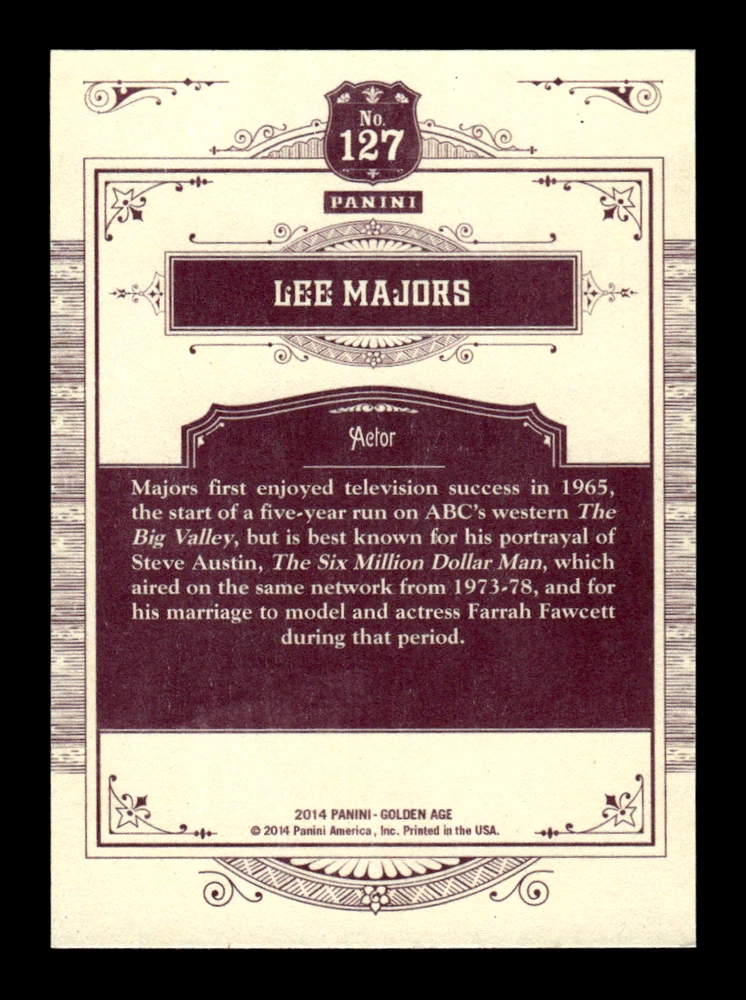 No.
127
PANINI
LEE MAJORS
Actor
Majors first enjoyed television success in 1965,
the start of a five-year run on ABC's western The
Big Valley, but is best known for his portrayal of
Steve Austin, The Six Million Dollar Man, which
aired on the same network from 1973-78, and for
his marriage to model and actress Farrah Fawcett
during that period.
2014 PANINI - GOLDEN AGE
© 2014 Panini America, Inc. Printed in the USA.